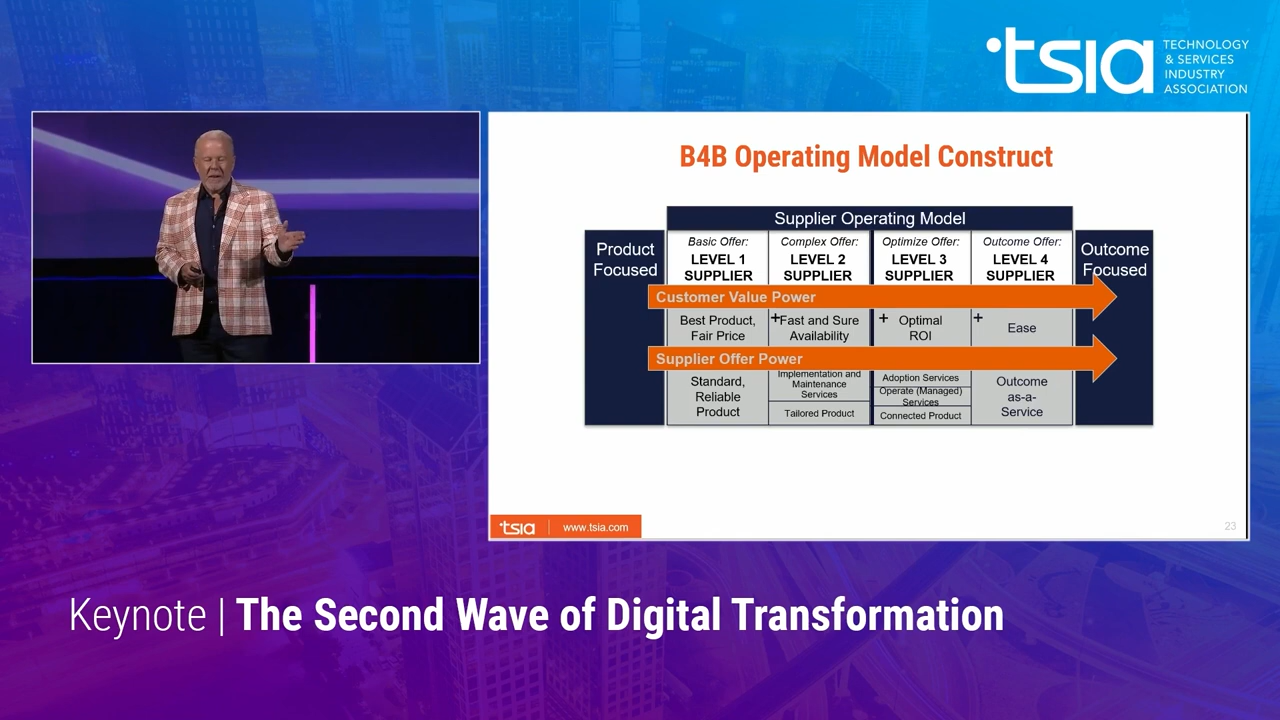 tsia
TECHNOLOGY
& SERVICES
INDUSTRY
ASSOCIATION
B4B Operating Model Construct
Supplier Operating Model
Product
Focused
Basic Offer:
LEVEL 1
SUPPLIER
Complex Offer:
LEVEL 2
SUPPLIER
Optimize Offer:
LEVEL 3
SUPPLIER
Outcome Offer:
LEVEL 4
SUPPLIER
Outcome
Focused
Customer Value Power
Best Product,
Fair Price
+Fast and Sure
Availability
+ Optimal
ROI
+ Ease
Supplier Offer Power
Standard,
Reliable
Product
Implementation and
Maintenance
Services
Tailored Product
Adoption Services
Operate (Managed)
Services
Connected Product
Outcome
as-a-
Service
tsia | www.tsia.com
23
Keynote | The Second Wave of Digital Transformation